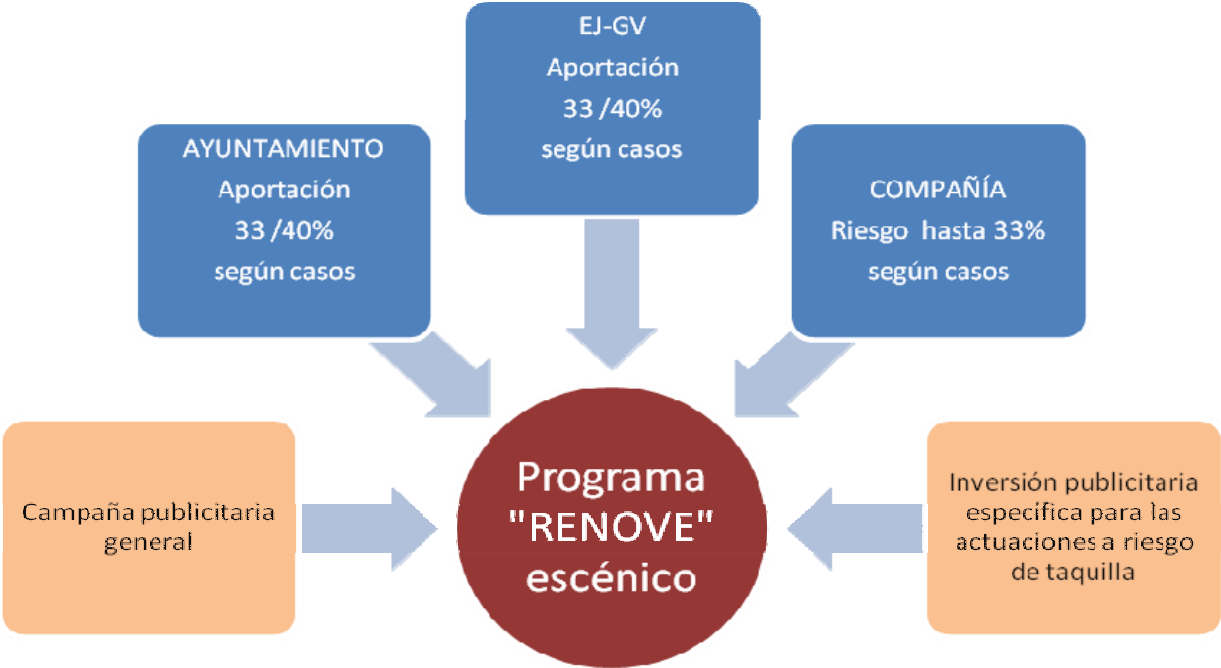 EJ-GV
Aportación
33 /40%
según casos
AYUNTAMIENTO
Aportación
33 /40%
según casos
COMPAÑÍA
Riesgo hasta 33%
según casos
Campaña publicitaria
general
Programa
"RENOVE"
escénico
Inversión publicitaria
específica para las
actuaciones a riesgo
de taquilla